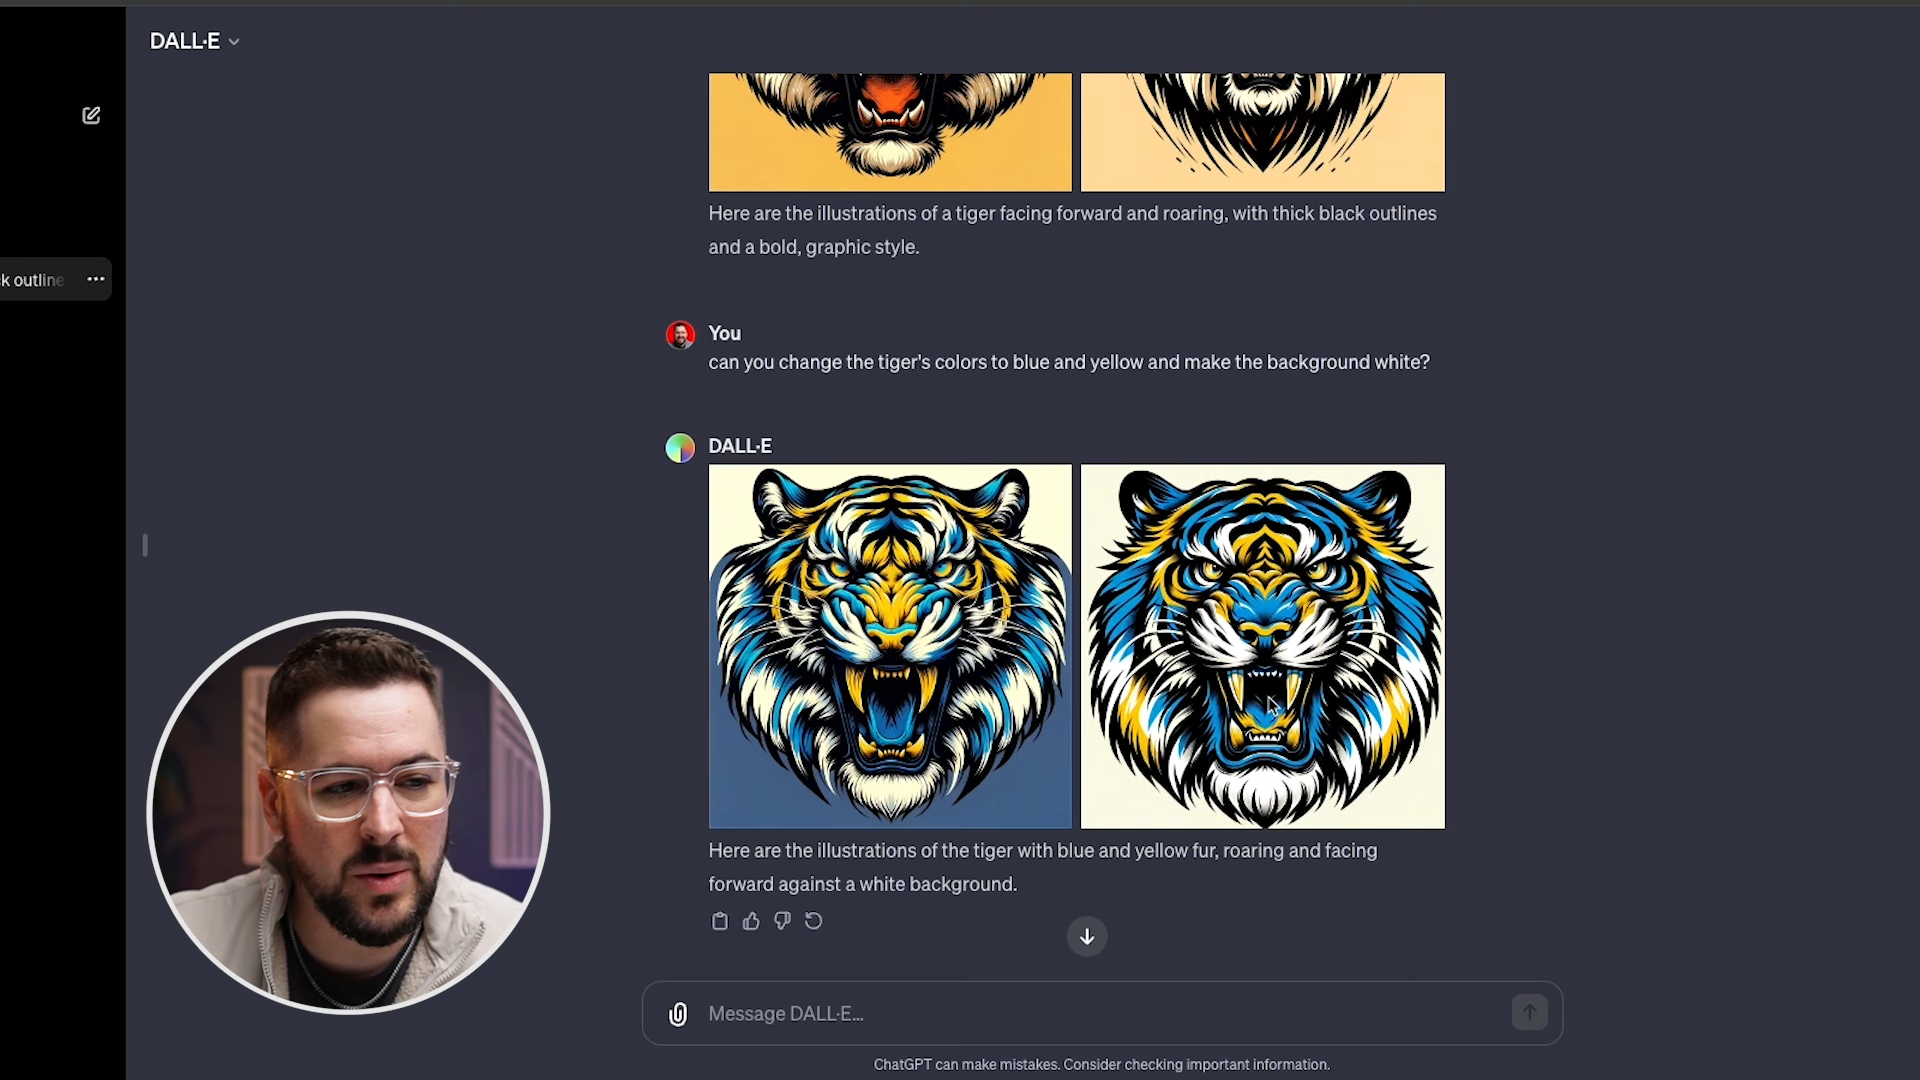 DALL·E
ck outline
Here are the illustrations of a tiger facing forward and roaring, with thick black outlines
and a bold, graphic style.
You
can you change the tiger's colors to blue and yellow and make the background white?
DALL·E
Here are the illustrations of the tiger with blue and yellow fur, roaring and facing
forward against a white background.
Message DALL·E...
ChatGPT can make mistakes. Consider checking important information.